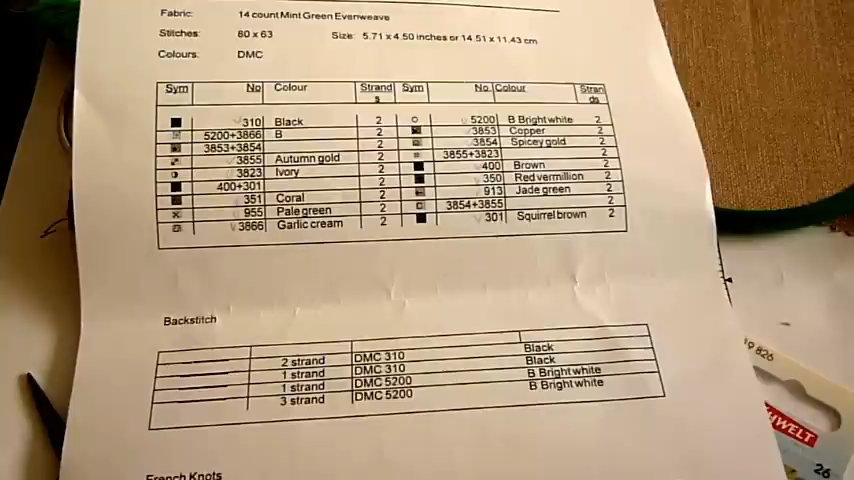 Fabric: 14 count Mint Green Evenweave
Stitches: 80 x 63 Size: 5.71 x 4.50 inches or 14.51 x 11.43 cm
Colours: DMC
Sym No Colour Strands Sym No Colour Strands
310 Black 2 5200 B Bright white 2
5200+3866 B 2 3853 Copper 2
3853+3854 2 3854 Spicey gold 2
3855 Autumn gold 2 3855+3823 2
3823 Ivory 2 400 Brown 2
400+301 2 350 Red vermillion 2
351 Coral 2 913 Jade green 2
955 Pale green 2 3854+3855 2
3866 Garlic cream 2 301 Squirrel brown 2
Backstitch
2 strand DMC 310 Black
1 strand DMC 310 Black
1 strand DMC 5200 B Bright white
3 strand DMC 5200 B Bright white
French Knots
9 826
HWELT
26